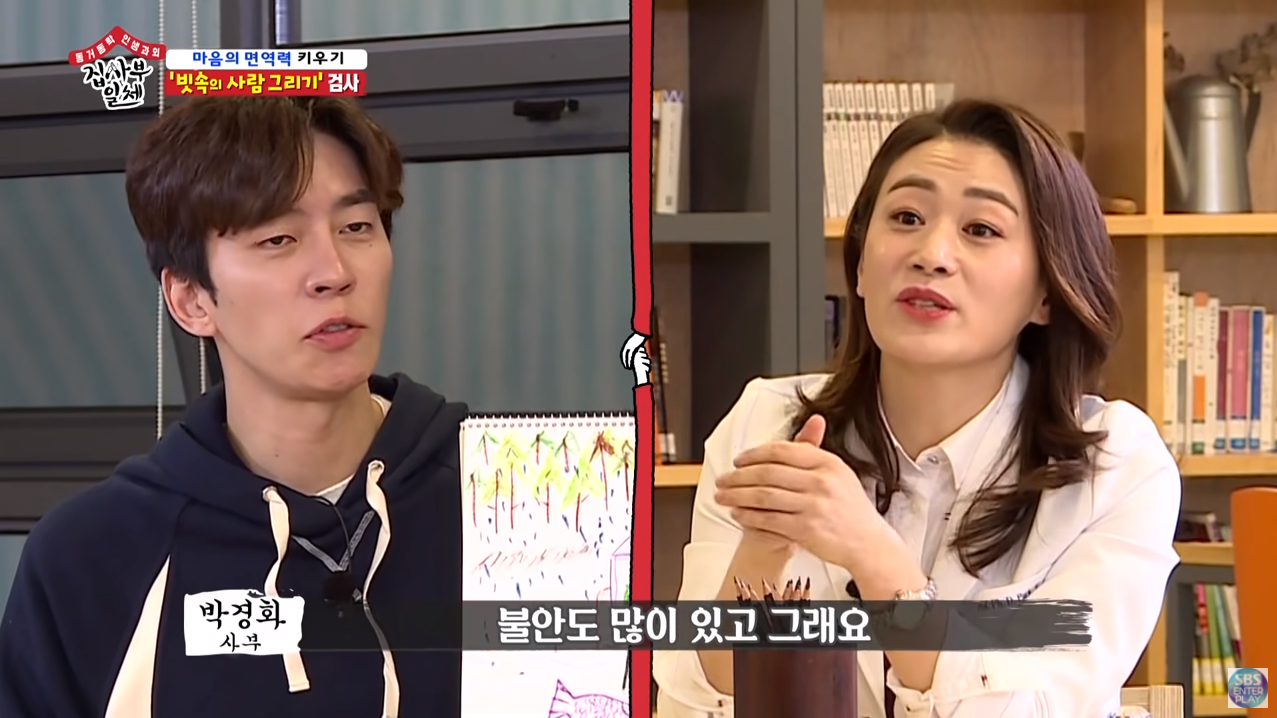 동거동락 인생과외
집사부
일체
마음의 면역력 키우기
'빗속의 사람 그리기' 검사
박경화
사부
불안도 많이 있고 그래요
SBS
ENTER
PLAY